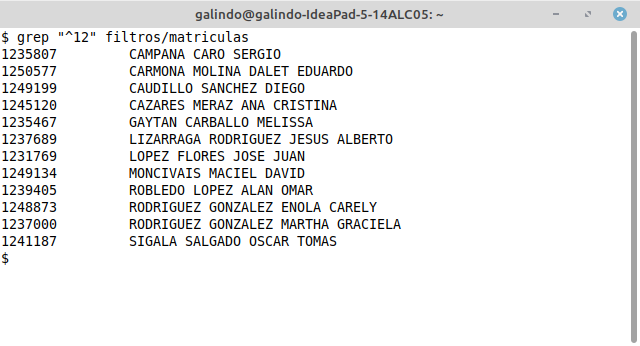 galindo@galindo-IdeaPad-5-14ALC05: ~
$ grep "^12" filtros/matriculas
1235807 CAMPANA CARO SERGIO
1250577 CARMONA MOLINA DALET EDUARDO
1249199 CAUDILLO SANCHEZ DIEGO
1245120 CAZARES MERAZ ANA CRISTINA
1235467 GAYTAN CARBALLO MELISSA
1237689 LIZARRAGA RODRIGUEZ JESUS ALBERTO
1231769 LOPEZ FLORES JOSE JUAN
1249134 MONCIVAIS MACIEL DAVID
1239405 ROBLEDO LOPEZ ALAN OMAR
1248873 RODRIGUEZ GONZALEZ ENOLA CARELY
1237000 RODRIGUEZ GONZALEZ MARTHA GRACIELA
1241187 SIGALA SALGADO OSCAR TOMAS
$